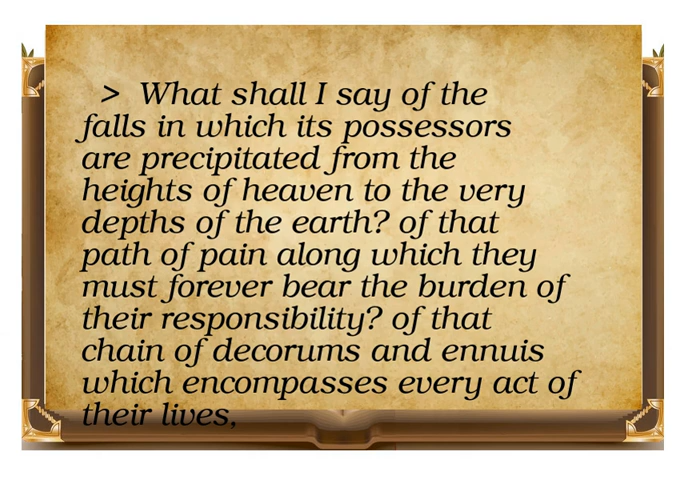 > What shall I say of the
falls in which its possessors
are precipitated from the
heights of heaven to the very
depths of the earth? of that
path of pain along which they
must forever bear the burden of
their responsibility? of that
chain of decorums and ennuis
which encompasses every act of
their lives,